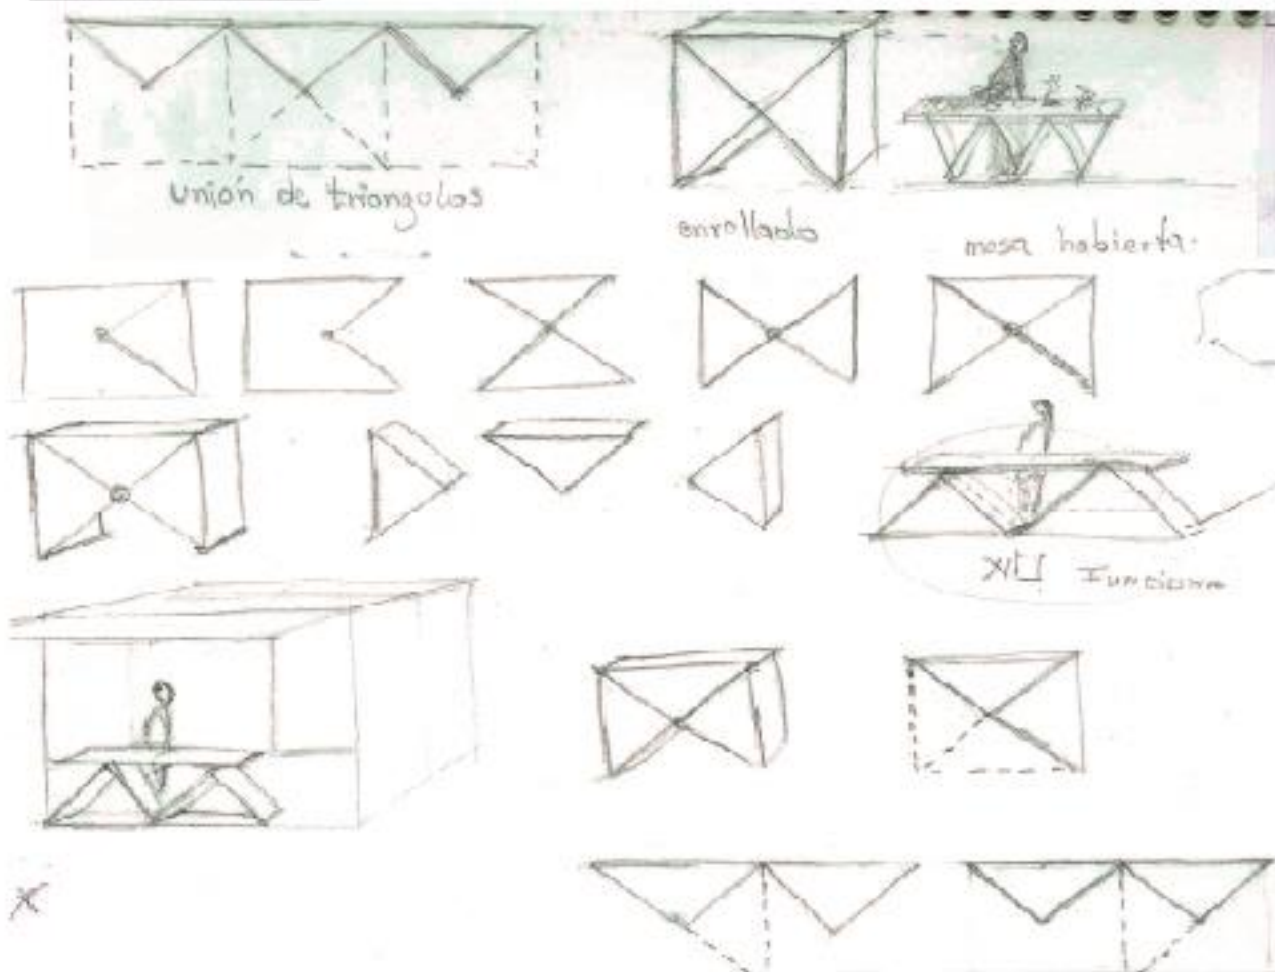 unión de triangulos
enrollado
mesa habierta.
Funciona